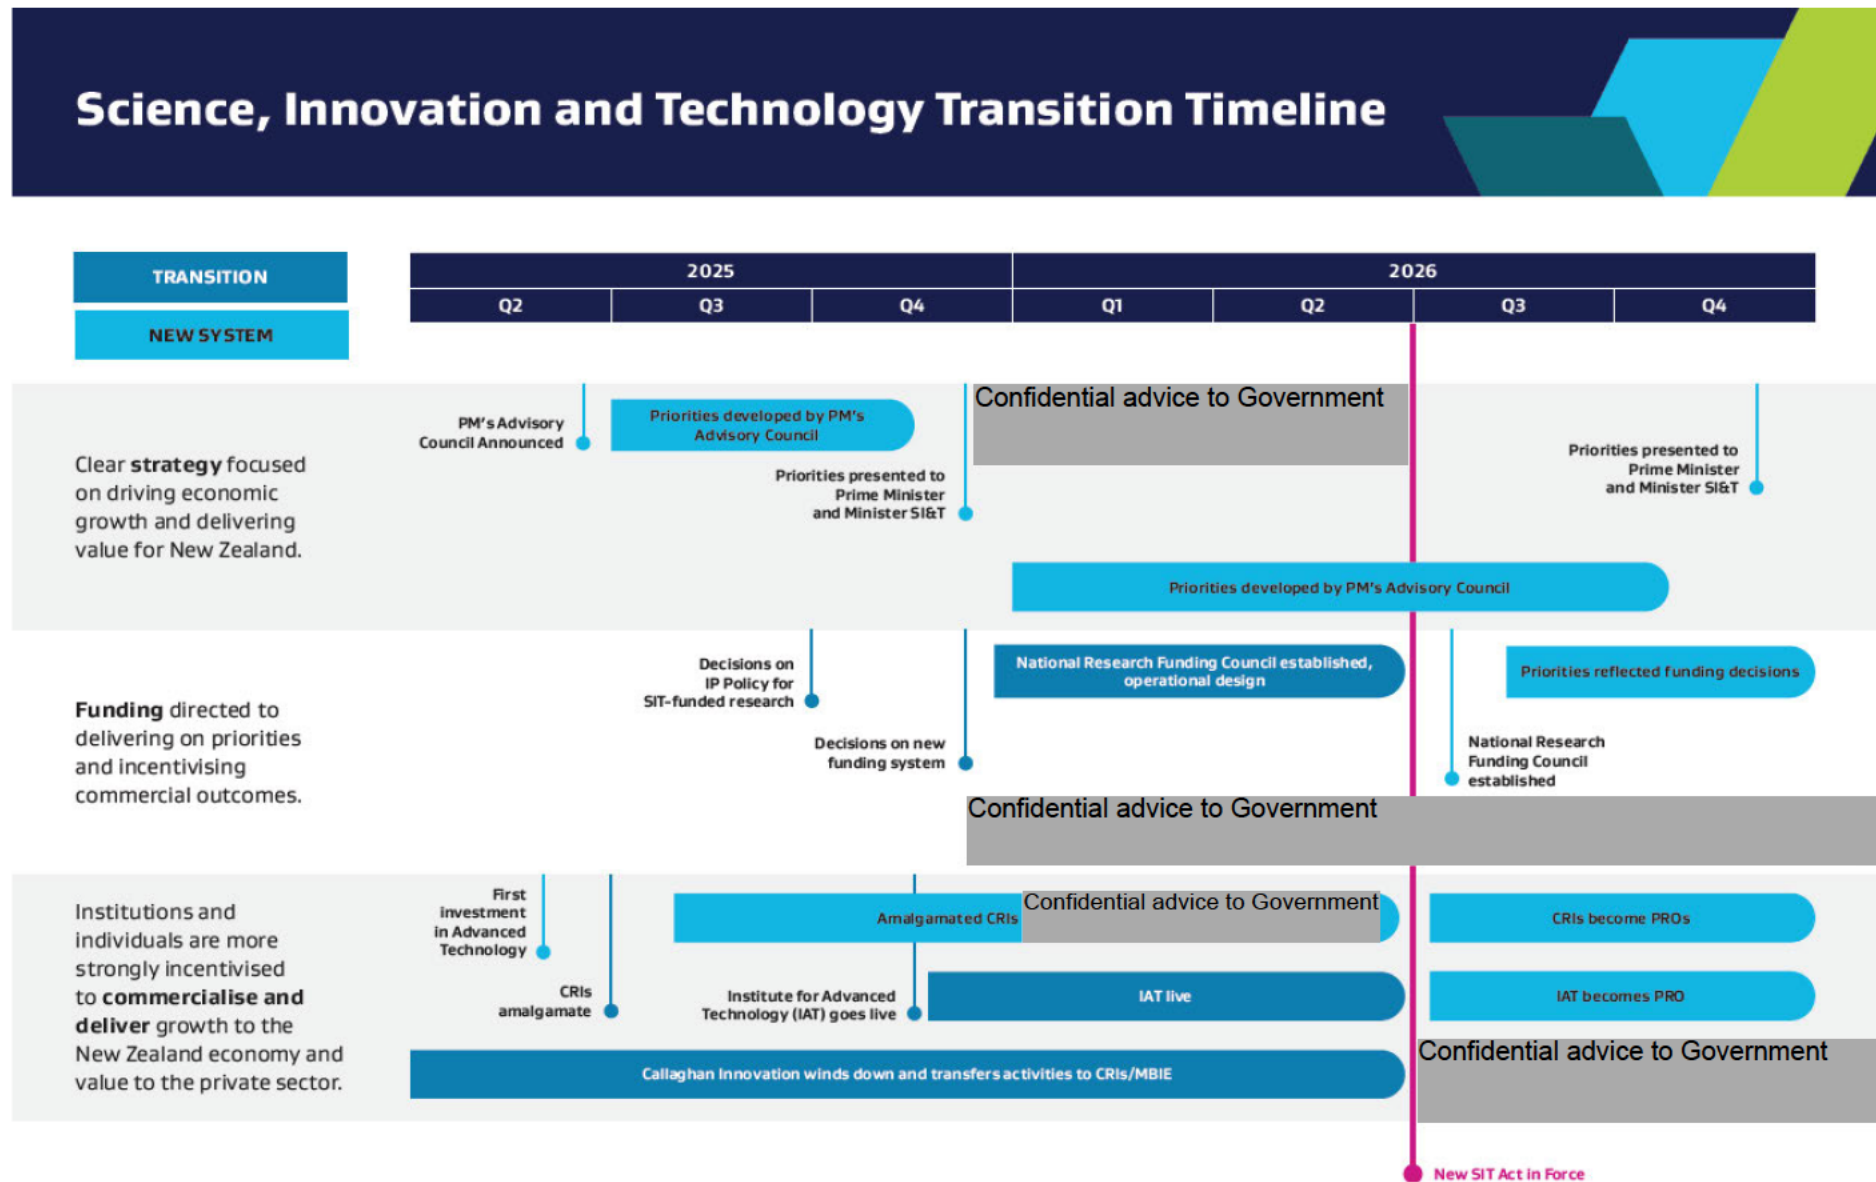 Science, Innovation and Technology Transition Timeline
TRANSITION
NEW SYSTEM
2025
2026
Q2
Q3
Q4
Q1
Q2
Q3
Q4
Clear strategy focused
on driving economic
growth and delivering
value for New Zealand.
PM's Advisory
Council Announced
Priorities developed by PM's
Advisory Council
Priorities presented to
Prime Minister
and Minister SI&T
Confidential advice to Government
Priorities presented to
Prime Minister
and Minister SI&T
Priorities developed by PM's Advisory Council
Funding directed to
delivering on priorities
and incentivising
commercial outcomes.
Decisions on
IP Policy for
SIT-funded research
Decisions on new
funding system
National Research Funding Council established,
operational design
Priorities reflected funding decisions
National Research
Funding Council
established
Confidential advice to Government
Institutions and
individuals are more
strongly incentivised
to commercialise and
deliver growth to the
New Zealand economy and
value to the private sector.
First
investment
in Advanced
Technology
CRIs
amalgamate
Amalgamated CRIs
Confidential advice to Government
CRIs become PROs
Institute for Advanced
Technology (IAT) goes live
IAT live
IAT becomes PRO
Callaghan Innovation winds down and transfers activities to CRIs/MBIE
Confidential advice to Government
New SIT Act in Force